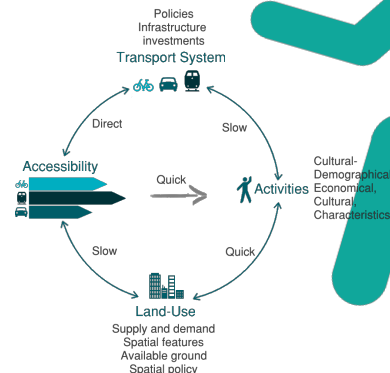 Policies
Infrastructure
investments
Transport System
Direct
Slow
Accessibility
Quick
Activities
Cultural-
Demographical
Economical,
Cultural,
Characteristics
Slow
Quick
Land-Use
Supply and demand
Spatial features
Available ground
Spatial policy